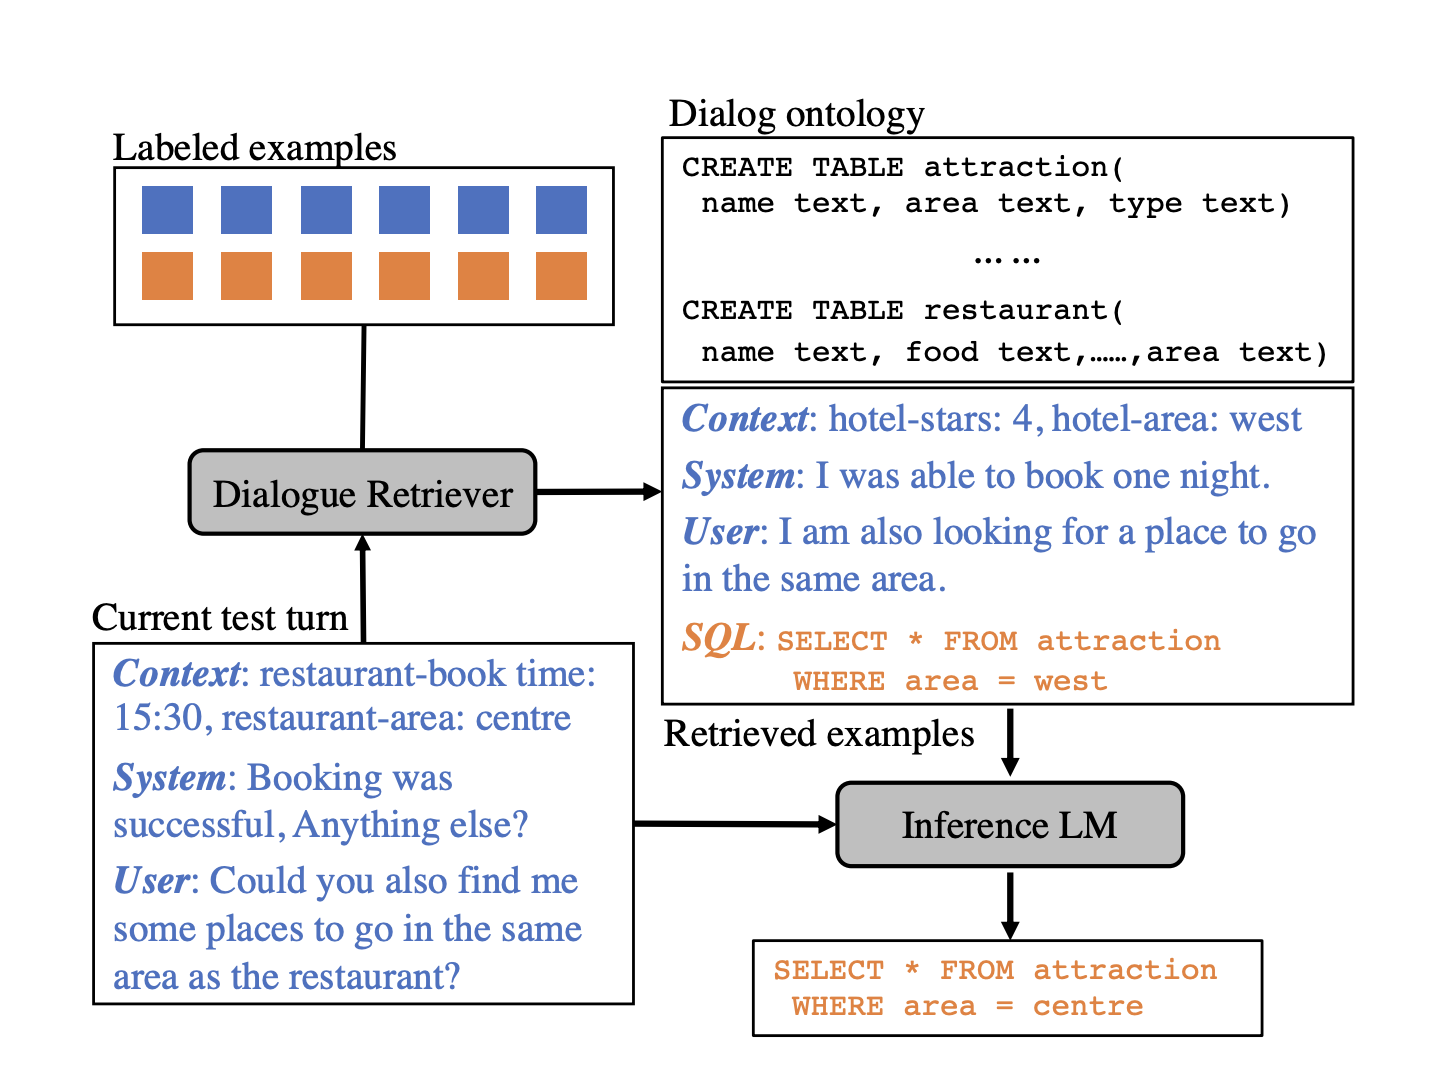 Labeled examples
Dialogue Retriever
Current test turn
Context: restaurant-book time:
15:30, restaurant-area: centre
System: Booking was
successful, Anything else?
User: Could you also find me
some places to go in the same
area as the restaurant?
Dialog ontology
CREATE TABLE attraction(
name text, area text, type text)
... ...
CREATE TABLE restaurant(
name text, food text,……,area text)
Context: hotel-stars: 4, hotel-area: west
System: I was able to book one night.
User: I am also looking for a place to go
in the same area.
SQL: SELECT * FROM attraction
WHERE area = west
Retrieved examples
Inference LM
SELECT * FROM attraction
WHERE area = centre